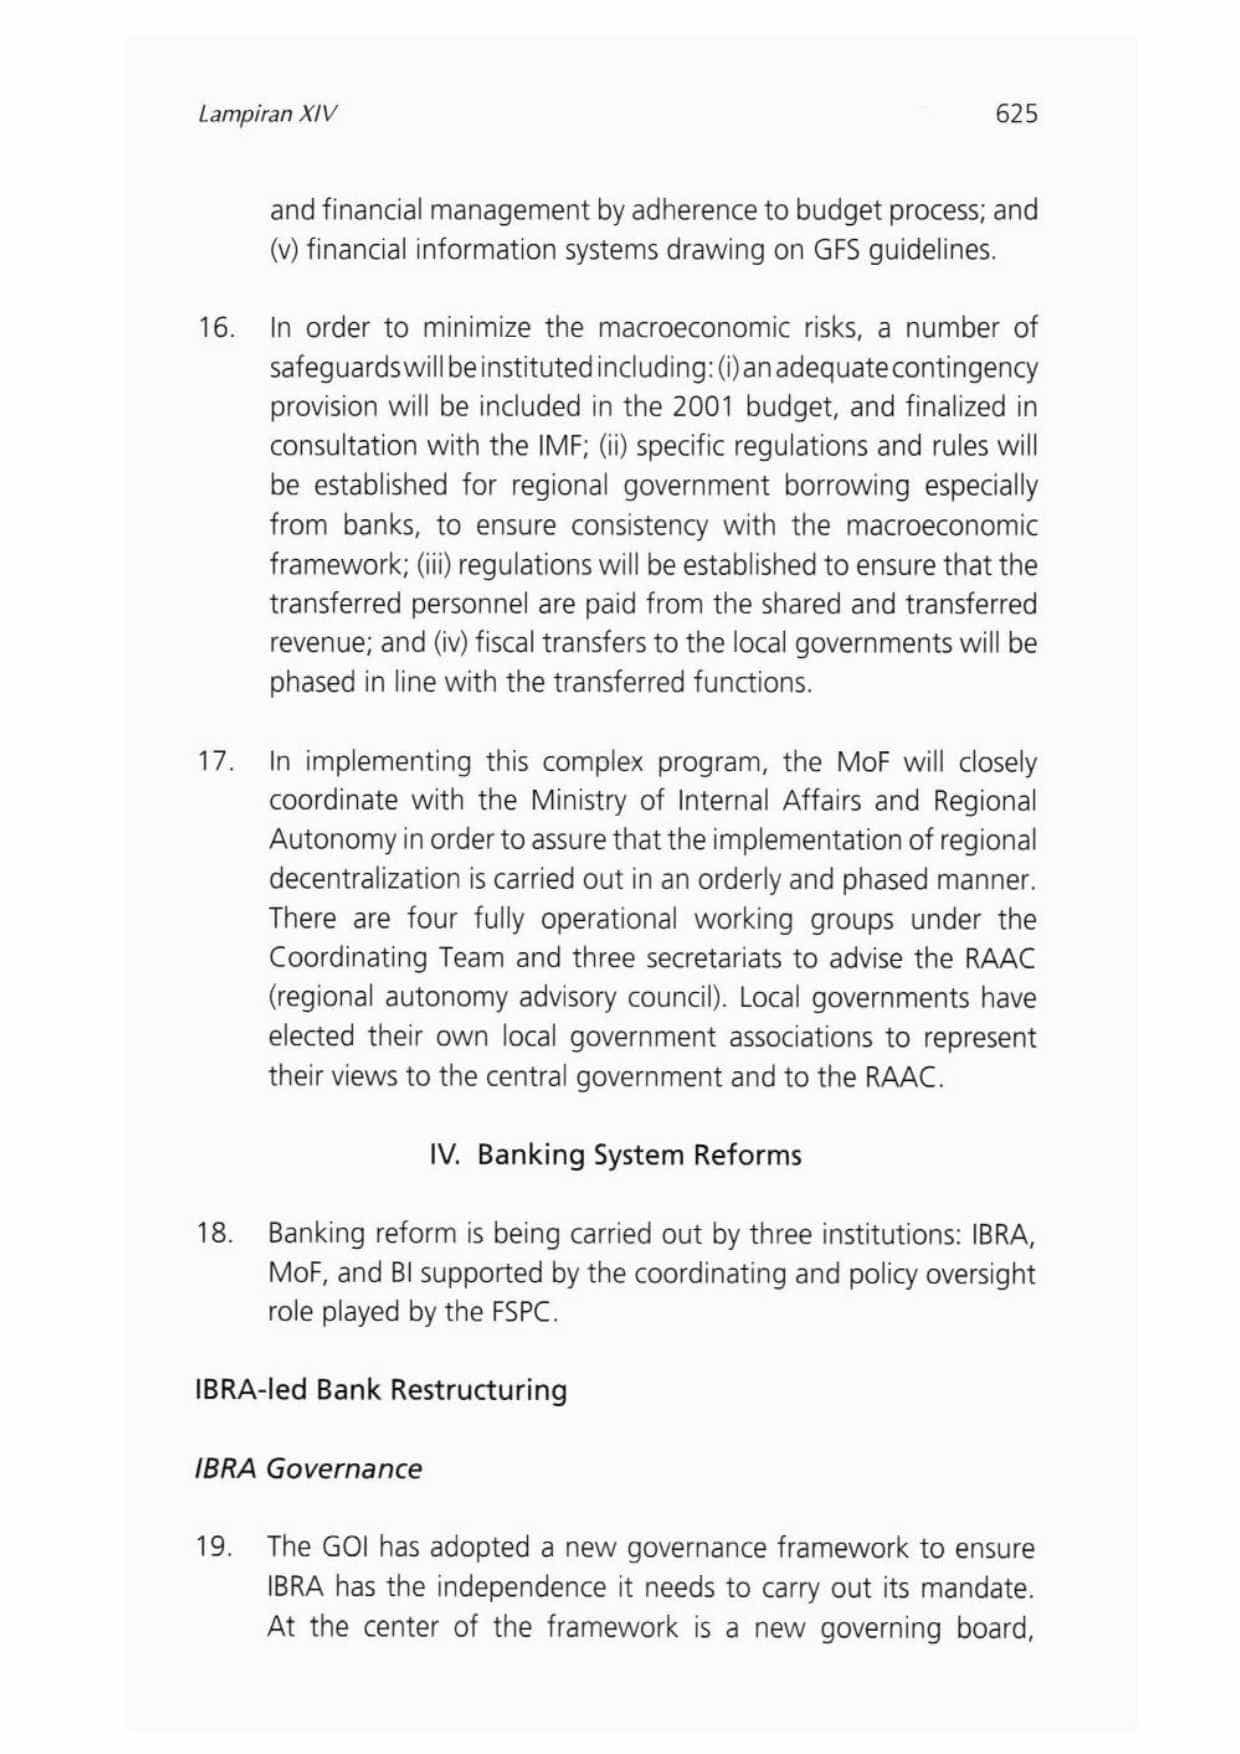 Lampiran XIV 625
and financial management by adherence to budget process; and
(v) financial information systems drawing on GFS guidelines.
16. In order to minimize the macroeconomic risks, a number of
safeguards will be instituted including: (i) an adequate contingency
provision will be included in the 2001 budget, and finalized in
consultation with the IMF; (ii) specific regulations and rules will
be established for regional government borrowing especially
from banks, to ensure consistency with the macroeconomic
framework; (iii) regulations will be established to ensure that the
transferred personnel are paid from the shared and transferred
revenue; and (iv) fiscal transfers to the local governments will be
phased in line with the transferred functions.
17. In implementing this complex program, the MoF will closely
coordinate with the Ministry of Internal Affairs and Regional
Autonomy in order to assure that the implementation of regional
decentralization is carried out in an orderly and phased manner.
There are four fully operational working groups under the
Coordinating Team and three secretariats to advise the RAAC
(regional autonomy advisory council). Local governments have
elected their own local government associations to represent
their views to the central government and to the RAAC.
IV. Banking System Reforms
18. Banking reform is being carried out by three institutions: IBRA,
MoF, and BI supported by the coordinating and policy oversight
role played by the FSPC.
IBRA-led Bank Restructuring
IBRA Governance
19. The GOI has adopted a new governance framework to ensure
IBRA has the independence it needs to carry out its mandate.
At the center of the framework is a new governing board,